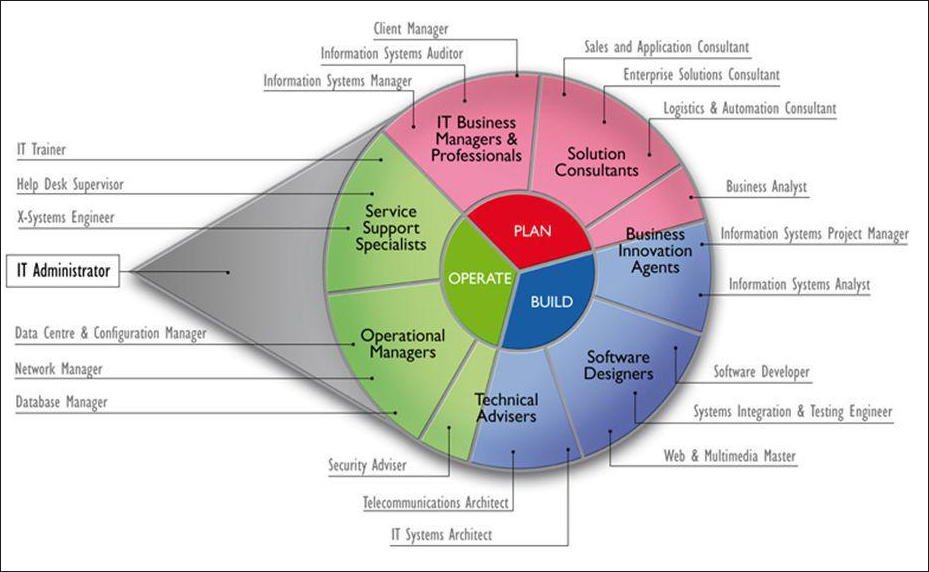 Client Manager
Information Systems Auditor
Information Systems Manager
Sales and Application Consultant
Enterprise Solutions Consultant
Logistics & Automation Consultant
IT Business
Managers &
Professionals
Solution
Consultants
IT Trainer
Help Desk Supervisor
X-Systems Engineer
Business Analyst
Information Systems Project Manager
Information Systems Analyst
Service
Support
Specialists
PLAN
Business
Innovation
Agents
IT Administrator
OPERATE
BUILD
Data Centre & Configuration Manager
Network Manager
Database Manager
Operational
Managers
Software
Designers
Technical
Advisers
Software Developer
Systems Integration & Testing Engineer
Web & Multimedia Master
Security Adviser
Telecommunications Architect
IT Systems Architect